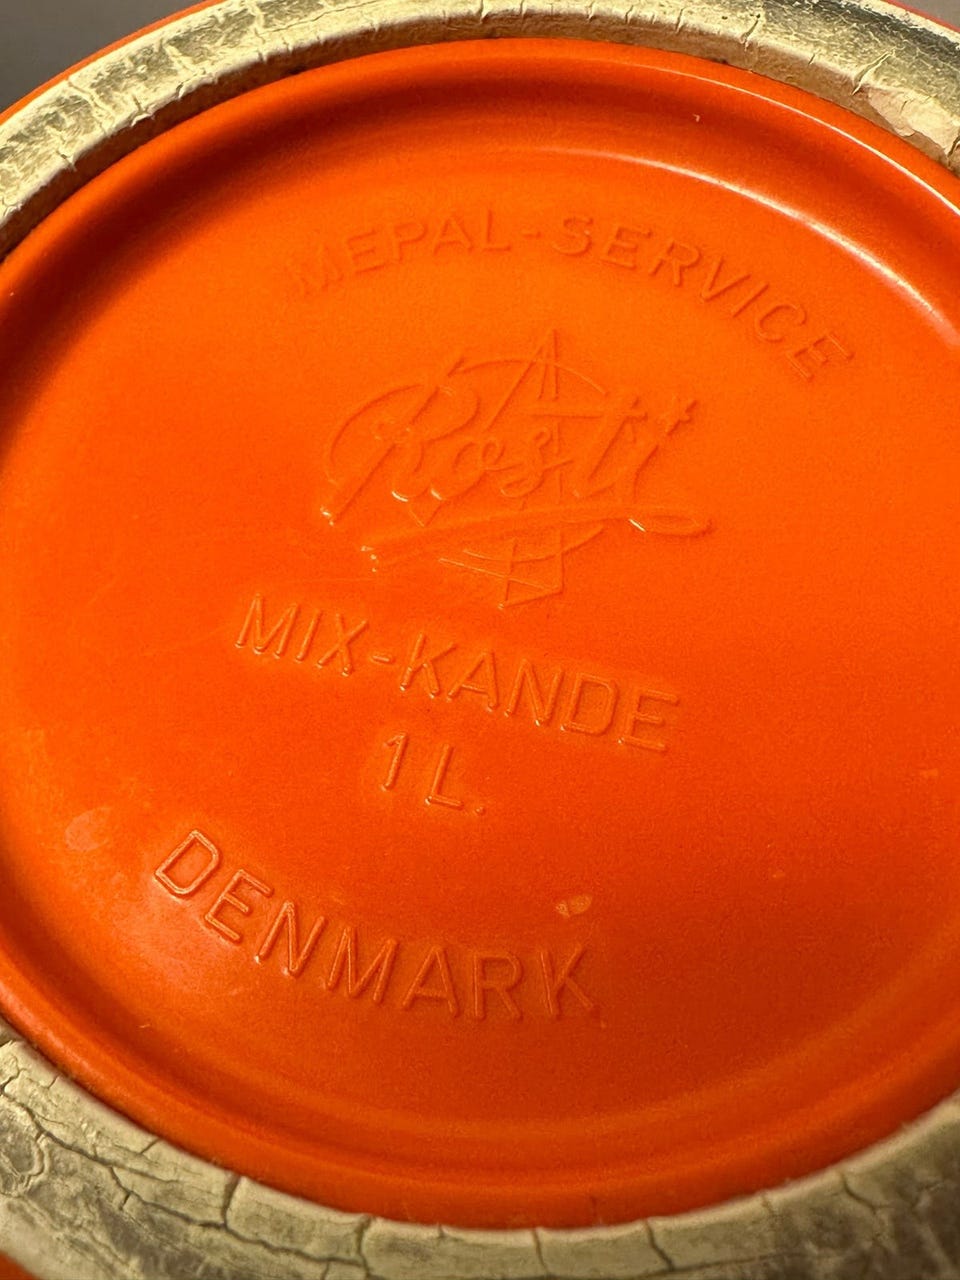 MEPAL-SERVICE
Rosti
MIX-KANDE
1 L.
DENMARK